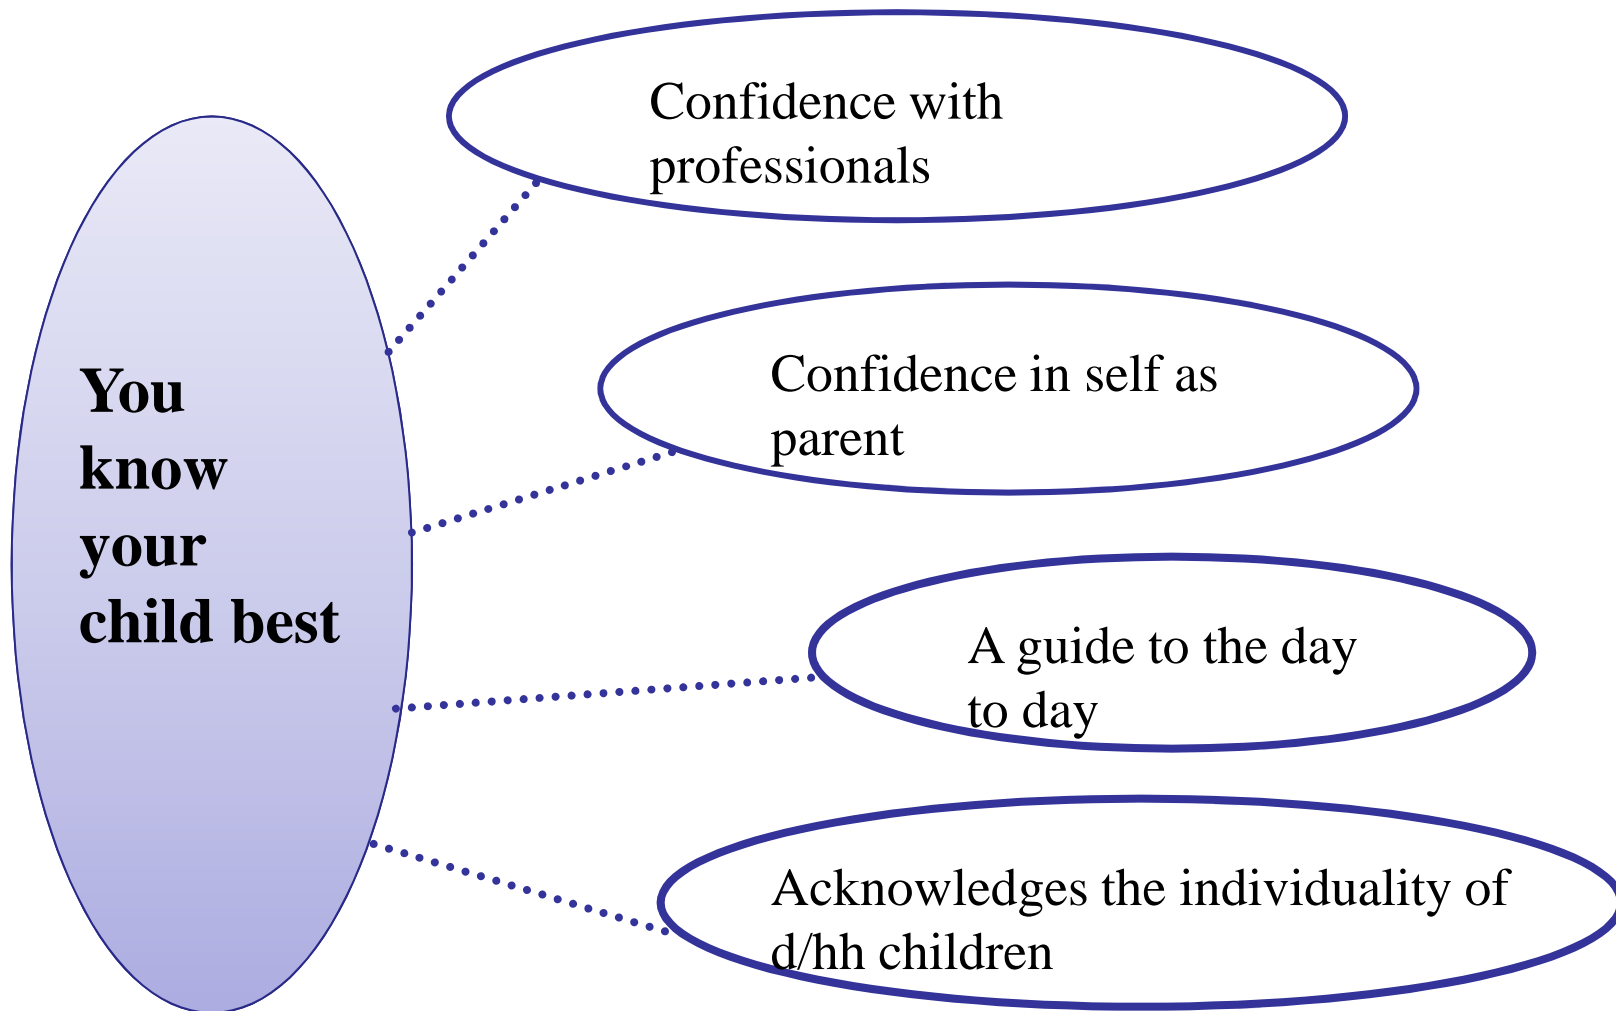 You
know
your
child best
Confidence with
professionals
Confidence in self as
parent
A guide to the day
to day
Acknowledges the individuality of
d/hh children